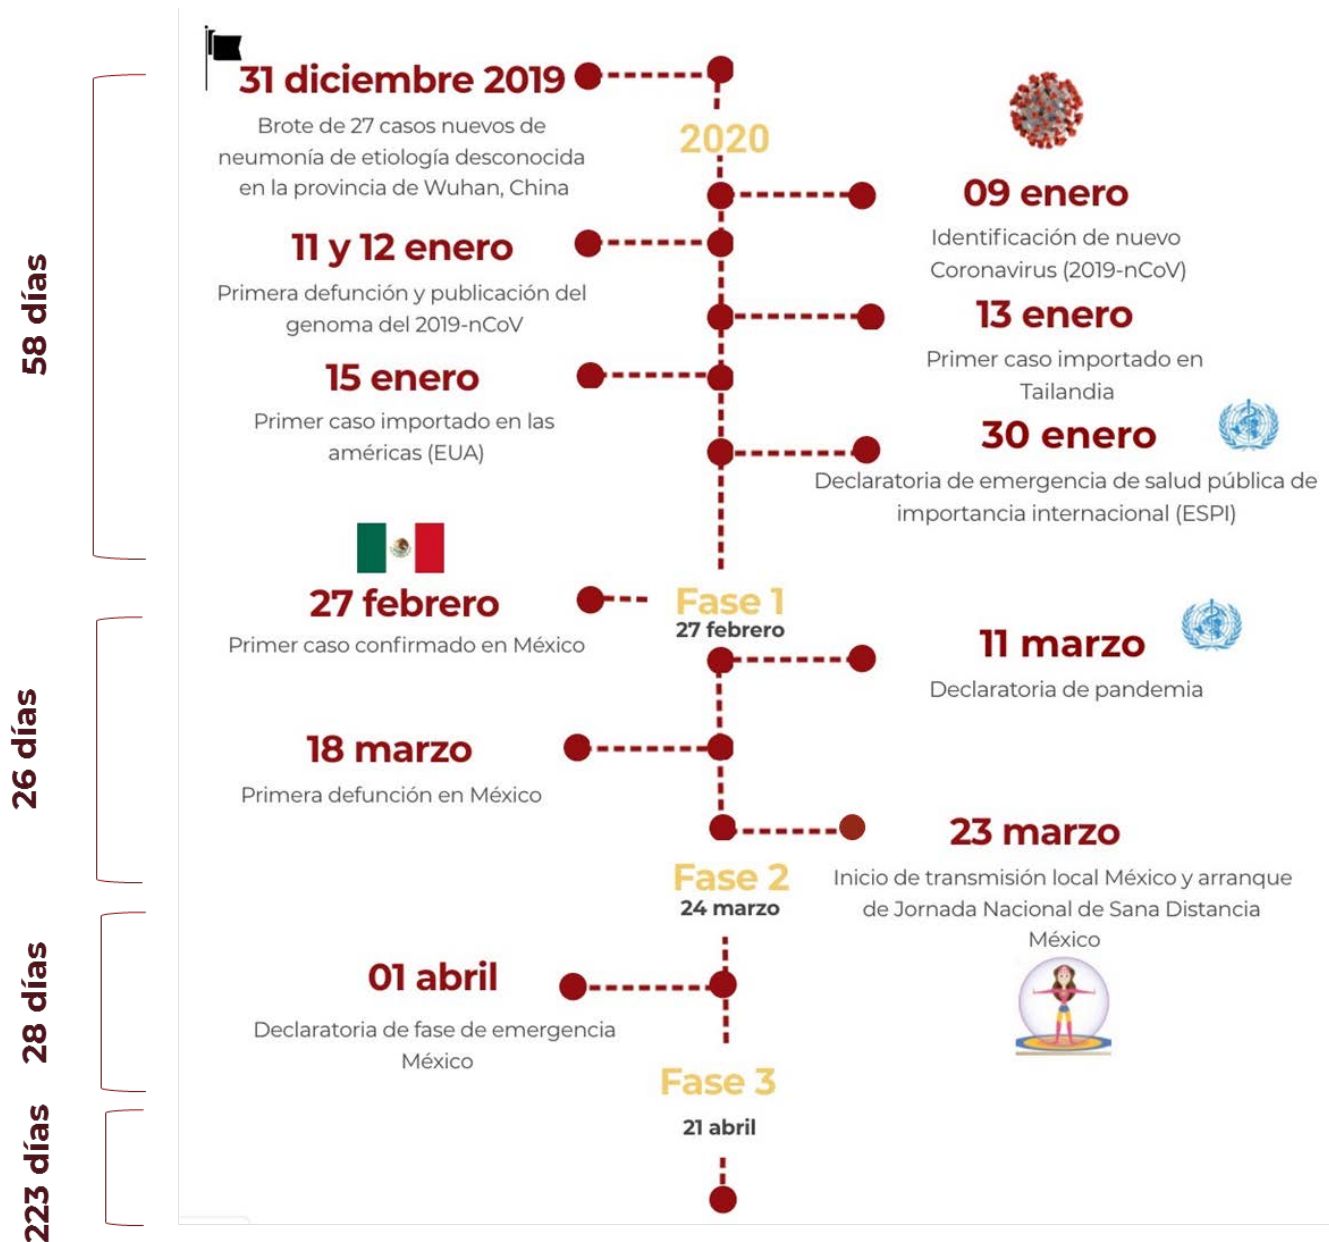 58 días
31 diciembre 2019
Brote de 27 casos nuevos de
neumonía de etiología desconocida
en la provincia de Wuhan, China
2020
09 enero
Identificación de nuevo
Coronavirus (2019-nCoV)
11 y 12 enero
Primera defunción y publicación del
genoma del 2019-nCoV
13 enero
Primer caso importado en
Tailandia
15 enero
Primer caso importado en las
américas (EUA)
30 enero
Declaratoria de emergencia de salud pública de
importancia internacional (ESPI)
26 días
27 febrero
Primer caso confirmado en México
Fase 1
27 febrero
11 marzo
Declaratoria de pandemia
18 marzo
Primera defunción en México
23 marzo
Inicio de transmisión local México y arranque
de Jornada Nacional de Sana Distancia
México
28 días
Fase 2
24 marzo
01 abril
Declaratoria de fase de emergencia
México
223 días
Fase 3
21 abril